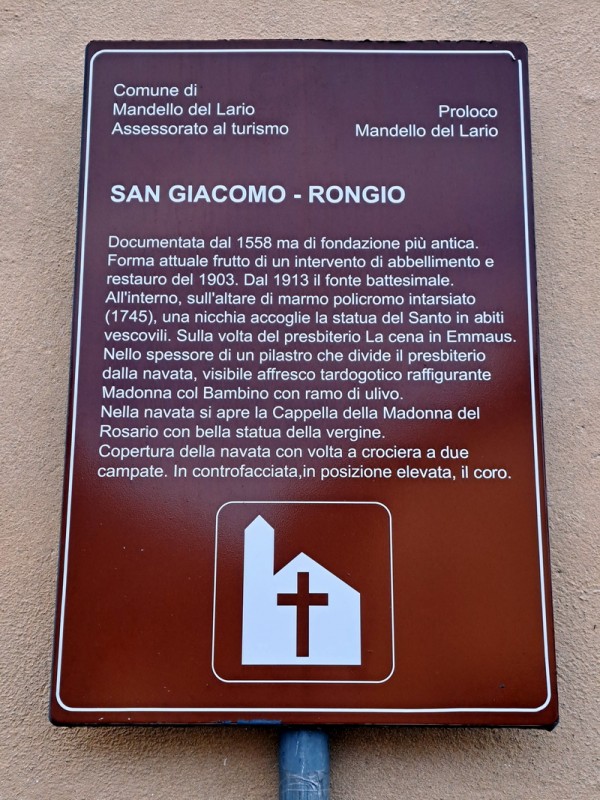 Comune di
Mandello del Lario
Assessorato al turismo
Proloco
Mandello del Lario
SAN GIACOMO - RONGIO
Documentata dal 1558 ma di fondazione più antica.
Forma attuale frutto di un intervento di abbellimento e
restauro del 1903. Dal 1913 il fonte battesimale.
All'interno, sull'altare di marmo policromo intarsiato
(1745), una nicchia accoglie la statua del Santo in abiti
vescovili. Sulla volta del presbiterio La cena in Emmaus.
Nello spessore di un pilastro che divide il presbiterio
dalla navata, visibile affresco tardogotico raffigurante
Madonna col Bambino con ramo di ulivo.
Nella navata si apre la Cappella della Madonna del
Rosario con bella statua della vergine.
Copertura della navata con volta a crociera a due
campate. In controfacciata,in posizione elevata, il coro.